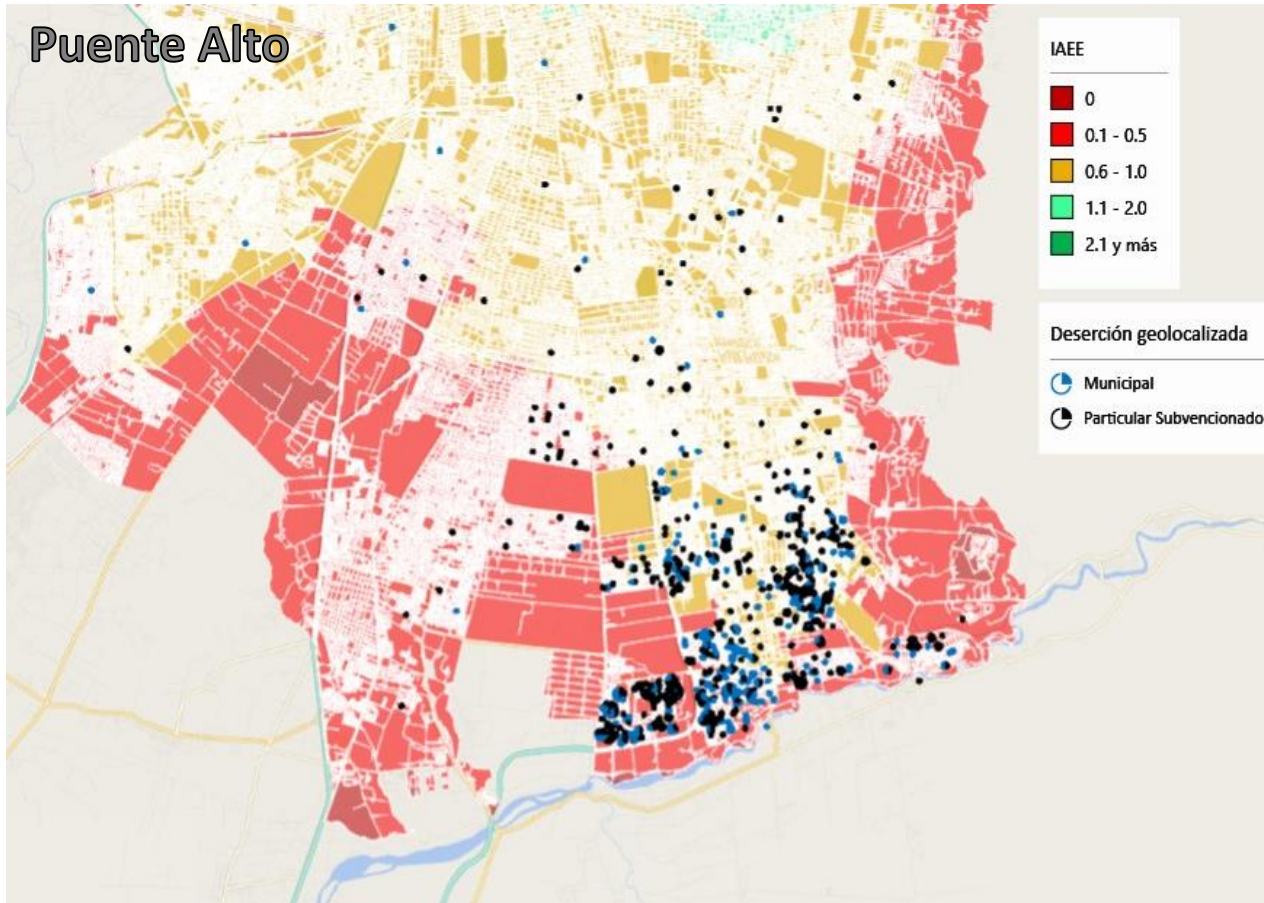 Puente Alto
IAEE
0
0.1 - 0.5
0.6 - 1.0
1.1 - 2.0
2.1 y más
Deserción geolocalizada
Municipal
Particular Subvencionado